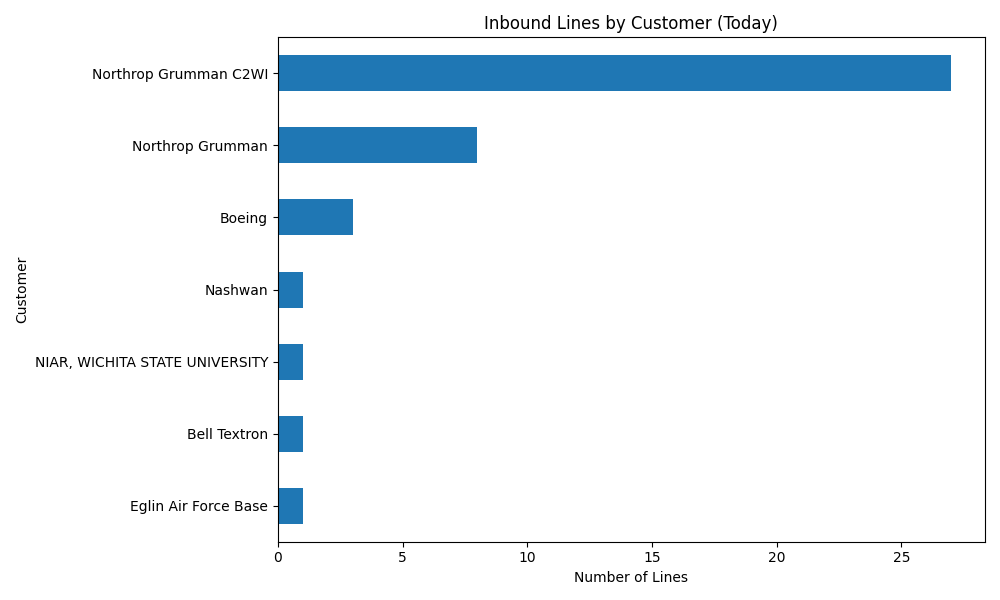 Inbound Lines by Customer (Today)
Northrop Grumman C2WI
Northrop Grumman
Boeing
Nashwan
NIAR, WICHITA STATE UNIVERSITY
Bell Textron
Eglin Air Force Base
Customer
0 5 10 15 20 25
Number of Lines